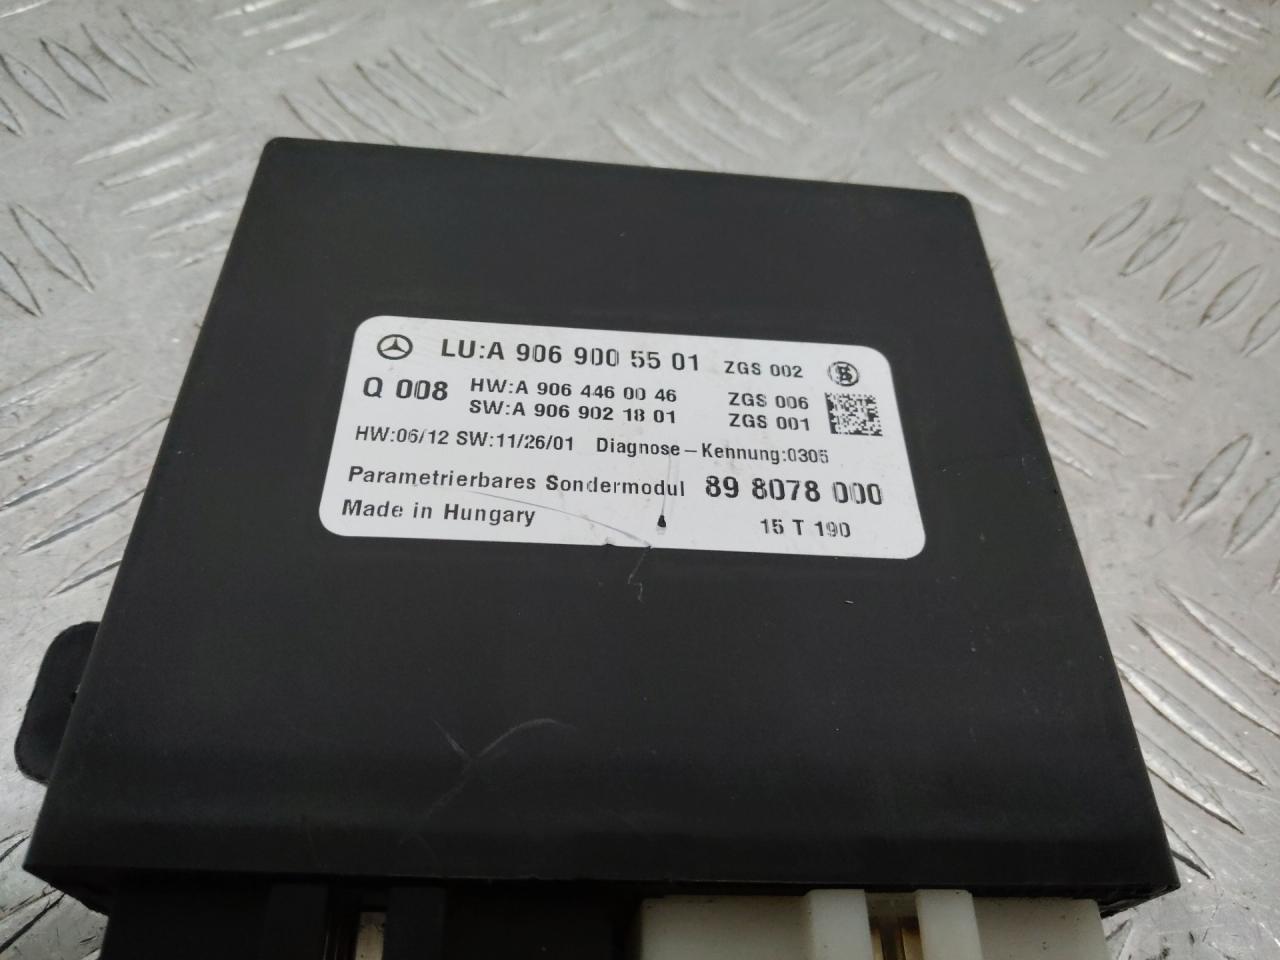 LU:A 906 900 55 01 ZGS 002
Q 008 HW:A 906 446 00 46 ZGS 006
SW:A 906 902 18 01 ZGS 001
HW:06/12 SW:11/26/01 Diagnose-Kennung:0305
Parametrierbares Sondermodul 89 8078 000
Made in Hungary 15 T 190